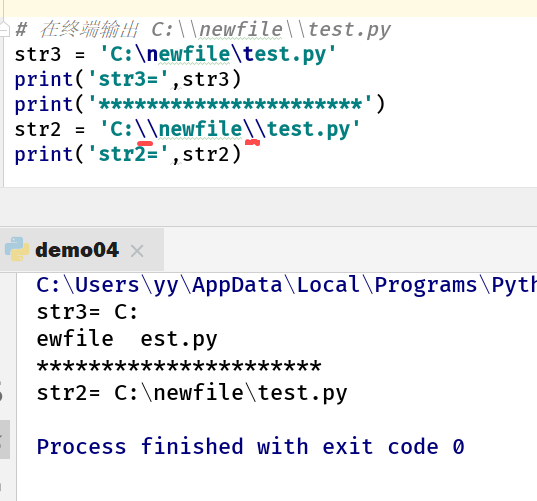 # 在终端输出 C:\\newfile\\test.py
str3 = 'C:\newfile\test.py'
print('str3=',str3)
print('**********************')
str2 = 'C:\\newfile\\test.py'
print('str2=',str2)
demo04
C:\Users\yy\AppData\Local\Programs\Pyth
str3= C:
ewfile  est.py
**********************
str2= C:\newfile\test.py
Process finished with exit code 0